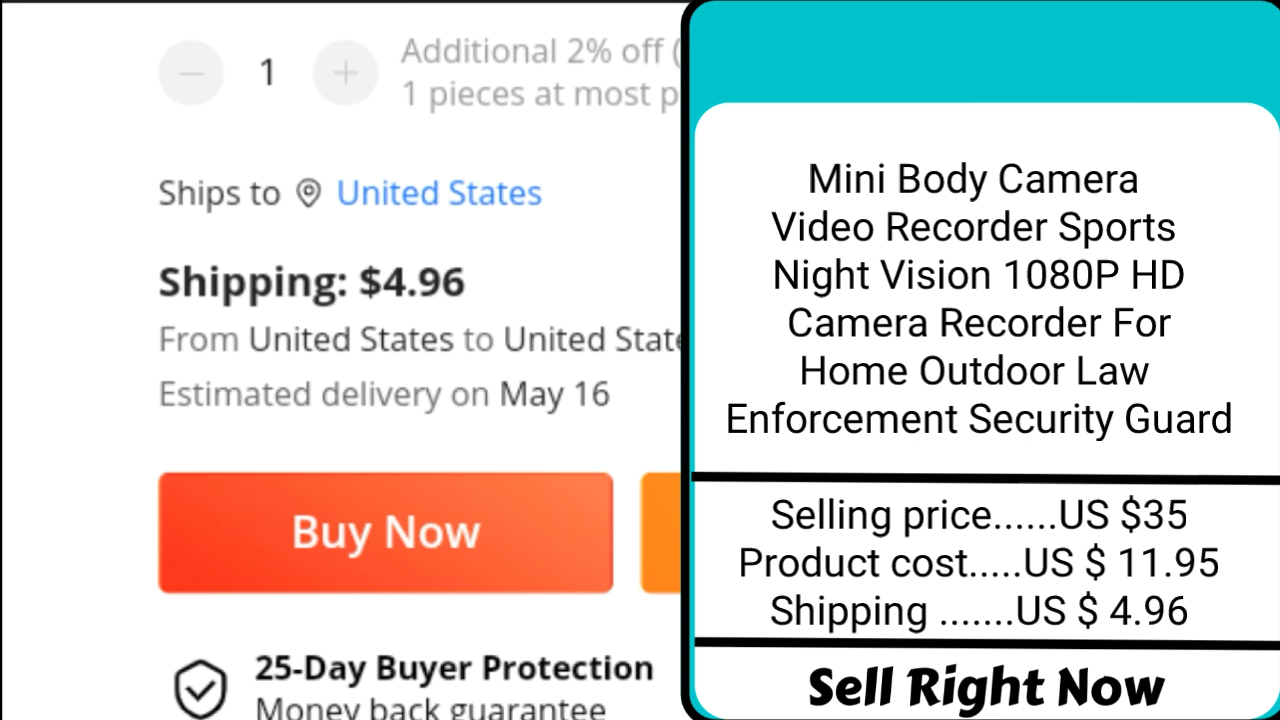 1
Additional 2% off (
1 pieces at most p
Ships to United States
Shipping: $4.96
From United States to United State
Estimated delivery on May 16
Buy Now
25-Day Buyer Protection
Money back guarantee
Mini Body Camera
Video Recorder Sports
Night Vision 1080P HD
Camera Recorder For
Home Outdoor Law
Enforcement Security Guard
Selling price......US $35
Product cost.....US $ 11.95
Shipping .......US $ 4.96
Sell Right Now